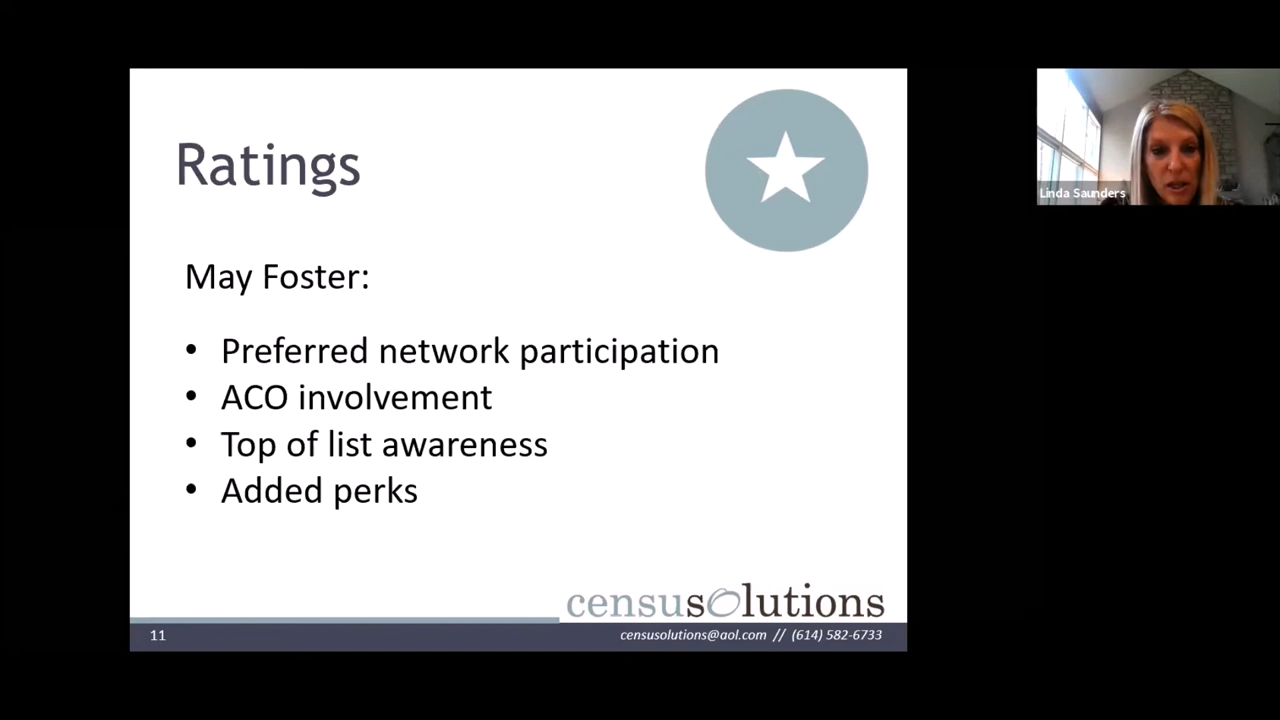 Ratings
May Foster:
• Preferred network participation
• ACO involvement
• Top of list awareness
• Added perks
censusolutions
11
censusolutions@aol.com // (614) 582-6733
Linda Saunders